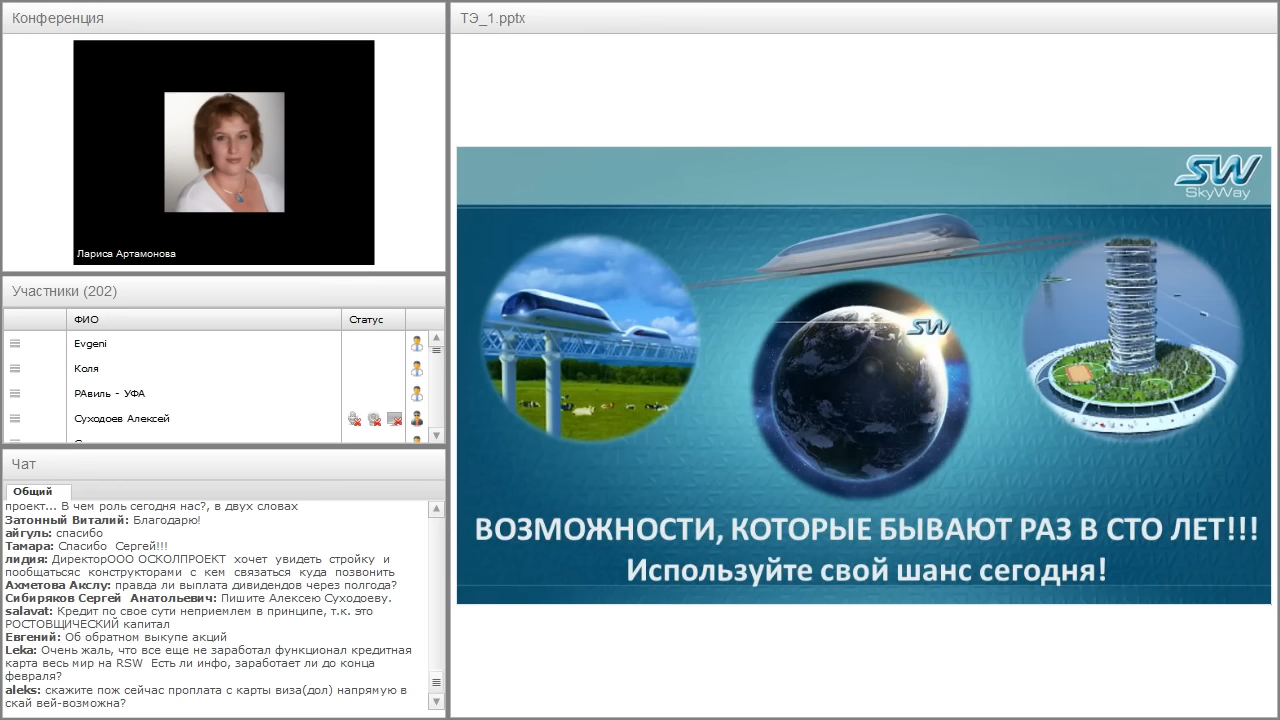 Конференция
Лариса Артамонова
Участники (202)
ФИО Статус
Evgeni
Коля
РАвиль - УФА
Суходоев Алексей
Чат
Общий
проект... В чем роль сегодня нас?, в двух словах
Затонный Виталий: Благодарю!
айгуль: спасибо
Тамара: Спасибо Сергей!!!
лидия: ДиректорООО ОСКОЛПРОЕКТ хочет увидеть стройку и
пообщатьсяс конструкторами с кем связаться куда позвонить
Ахметова Акслу: правда ли выплата дивидендов через полгода?
Сибиряков Сергей Анатольевич: Пишите Алексею Суходоеву.
salavat: Кредит по свое сути неприемлем в принципе, т.к. это
РОСТОВЩИЧЕСКИЙ капитал
Евгений: Об обратном выкупе акций
Leka: Очень жаль, что все еще не заработал функционал кредитная
карта весь мир на RSW Есть ли инфо, заработает ли до конца
февраля?
aleks: скажите пож сейчас проплата с карты виза(дол) напрямую в
скай вей-возможна?
ТЭ_1.pptx
SW
SkyWay
SW
ВОЗМОЖНОСТИ, КОТОРЫЕ БЫВАЮТ РАЗ В СТО ЛЕТ!!!
Используйте свой шанс сегодня!